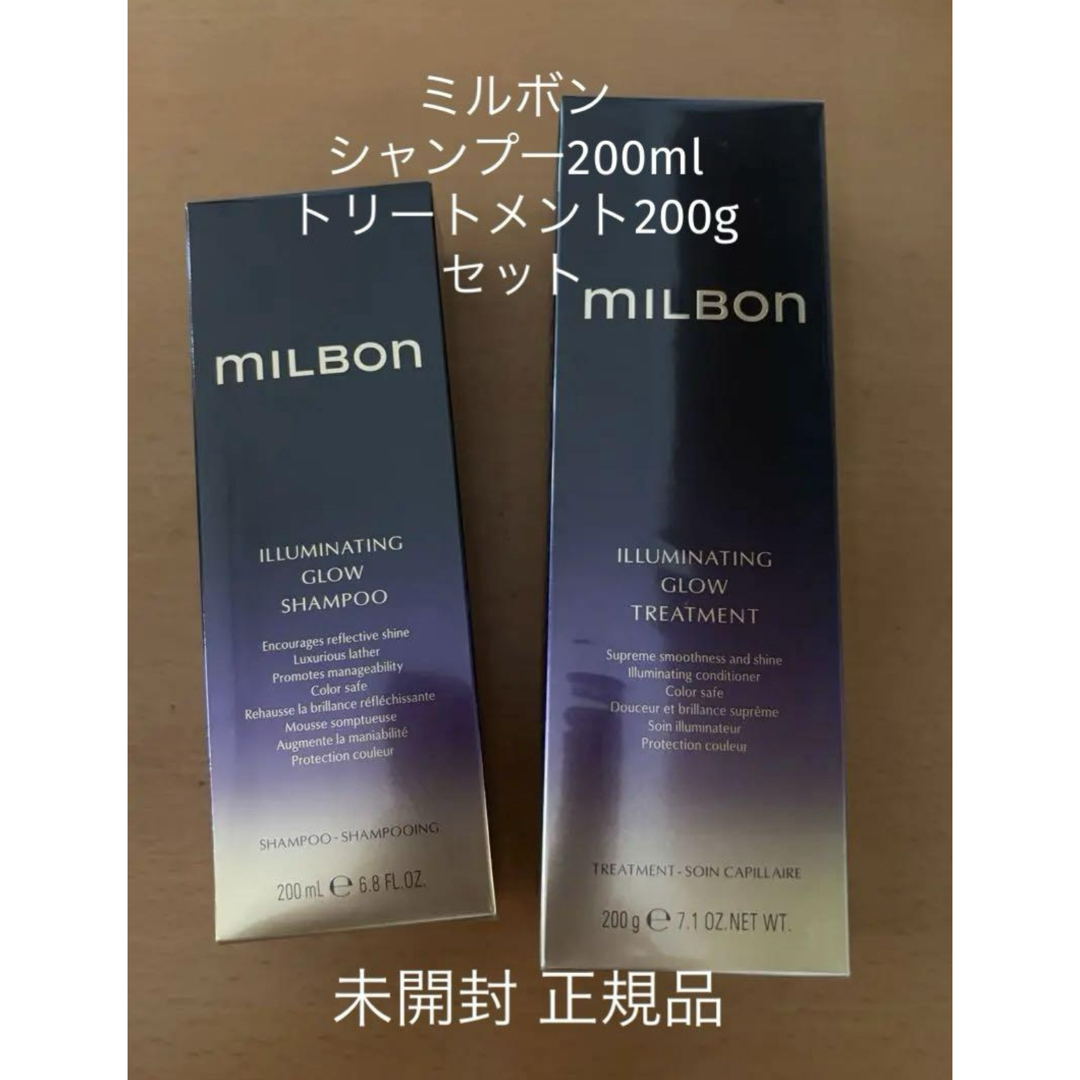 ミルボン
シャンプー200ml
トリートメント200g
セット
MILBON
ILLUMINATING
GLOW
SHAMPOO
Encourages reflective shine
Luxurious lather
Promotes manageability
Color safe
Rehausse la brillance réfléchissante
Mousse somptueuse
Augmente la maniabilité
Protection couleur
SHAMPOO - SHAMPOOING
200 mL e 6.8 FL.OZ.
MILBON
ILLUMINATING
GLOW
TREATMENT
Supreme smoothness and shine
Illuminating conditioner
Color safe
Douceur et brillance suprême
Soin illuminateur
Protection couleur
TREATMENT - SOIN CAPILLAIRE
200 g e 7.1 OZ.NET WT.
未開封 正規品